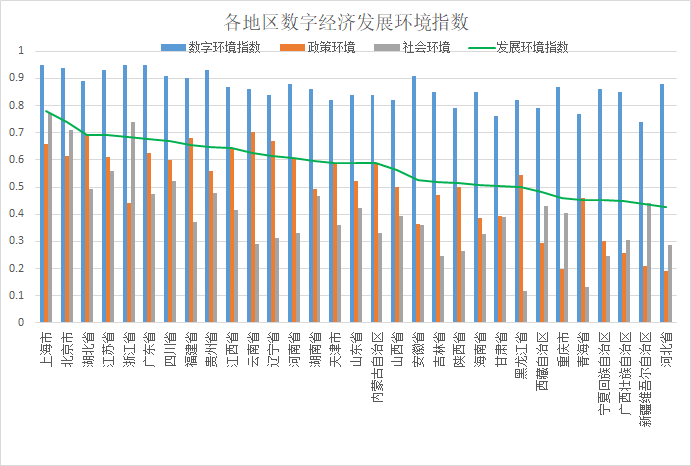 各地区数字经济发展环境指数
数字环境指数 政策环境 社会环境 发展环境指数
1
0.9
0.8
0.7
0.6
0.5
0.4
0.3
0.2
0.1
0
上海市
北京市
湖北省
江苏省
浙江省
广东省
四川省
福建省
贵州省
江西省
云南省
辽宁省
河南省
湖南省
天津市
山东省
内蒙古自治区
山西省
安徽省
吉林省
陕西省
海南省
甘肃省
黑龙江省
西藏自治区
重庆市
青海省
宁夏回族自治区
广西壮族自治区
新疆维吾尔自治区
河北省